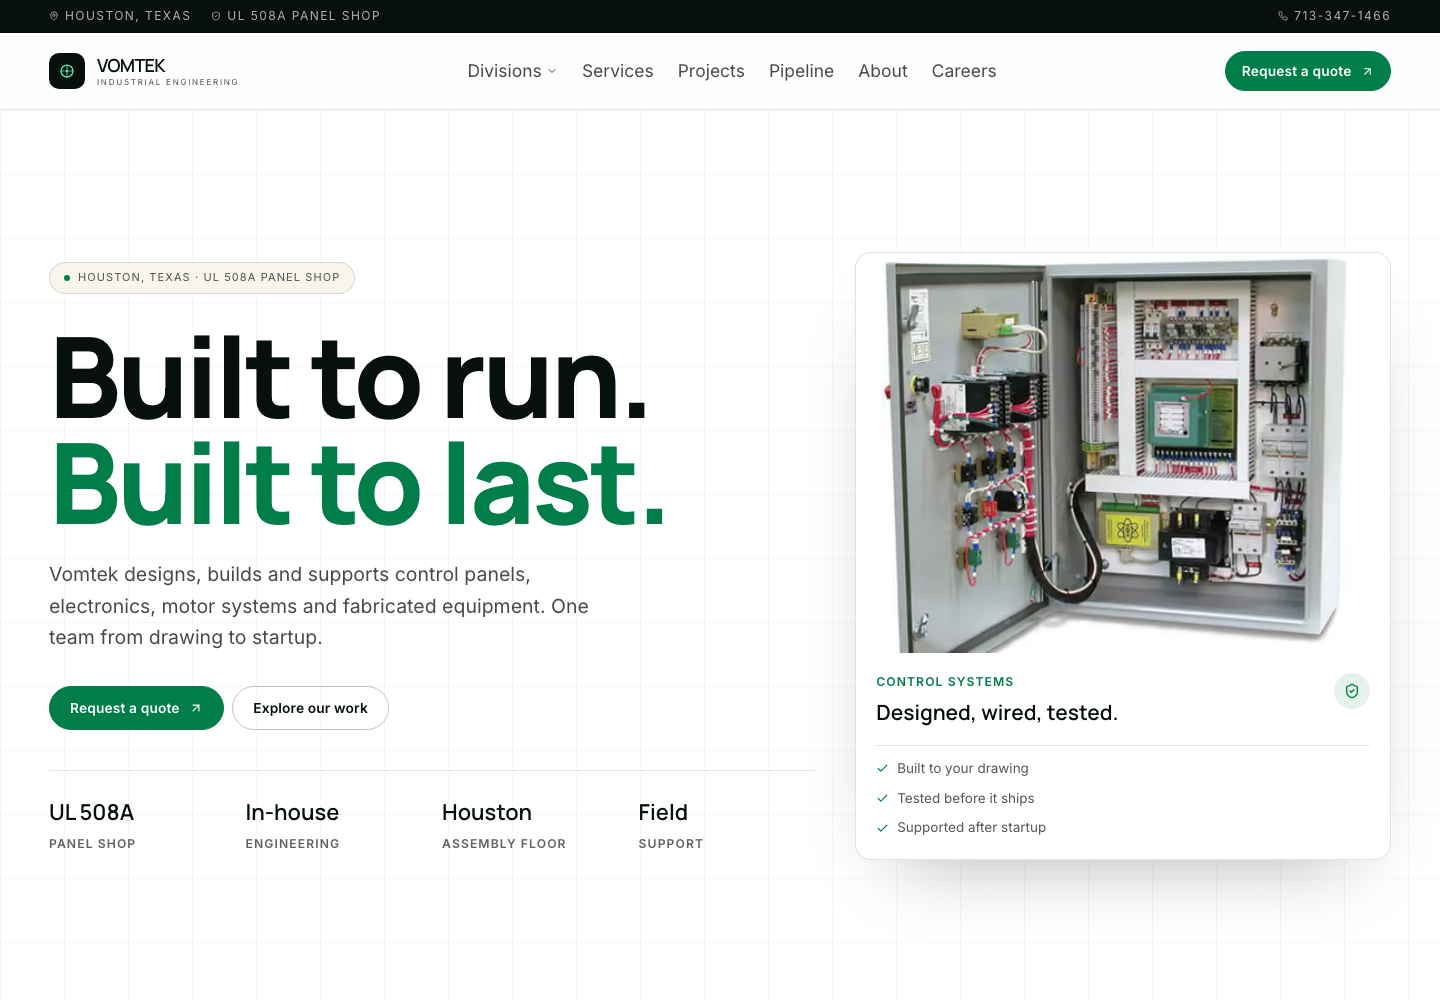 HOUSTON, TEXAS
UL 508A PANEL SHOP
713-347-1466
VOMTEK
INDUSTRIAL ENGINEERING
Divisions
Services
Projects
Pipeline
About
Careers
Request a quote
HOUSTON, TEXAS · UL 508A PANEL SHOP
Built to run.
Built to last.
Vomtek designs, builds and supports control panels,
electronics, motor systems and fabricated equipment. One
team from drawing to startup.
Request a quote
Explore our work
UL 508A
PANEL SHOP
In-house
ENGINEERING
Houston
ASSEMBLY FLOOR
Field
SUPPORT
CONTROL SYSTEMS
Designed, wired, tested.
Built to your drawing
Tested before it ships
Supported after startup